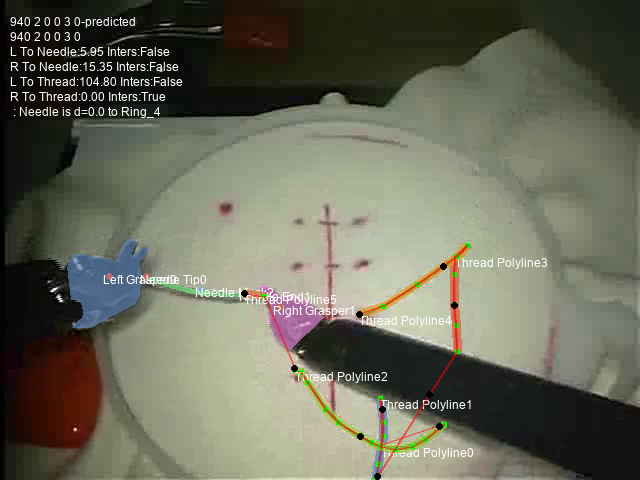 940 2 0 0 3 0-predicted
940 2 0 0 3 0
L To Needle:5.95 Inters:False
R To Needle:15.35 Inters:False
L To Thread:104.80 Inters:False
R To Thread:0.00 Inters:True
: Needle is d=0.0 to Ring_4
Thread Polyline3
Left Grasper0
Needle Tip0
Needle
Thread Polyline5
Right Grasper1
Thread Polyline4
Thread Polyline2
Thread Polyline1
Thread Polyline0